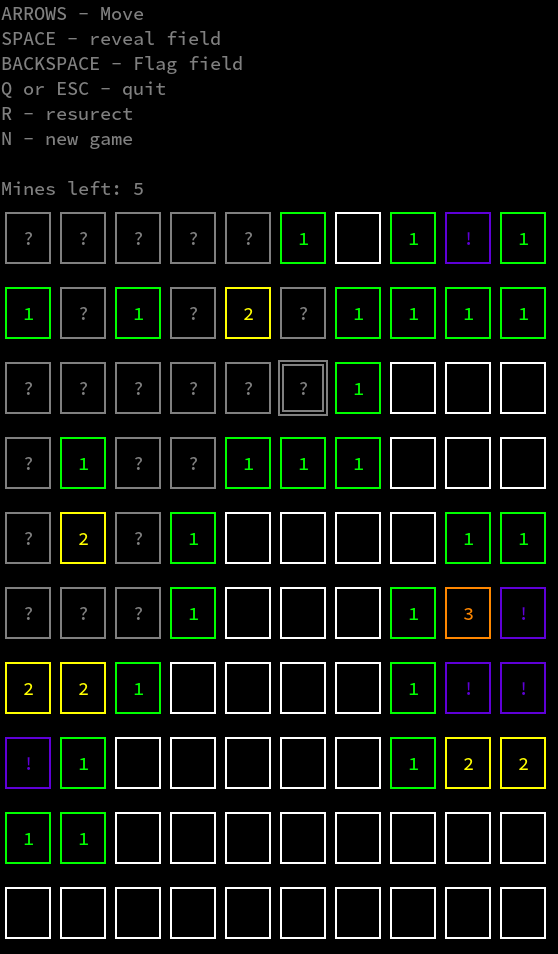 ARROWS - Move
SPACE - reveal field
BACKSPACE - Flag field
Q or ESC - quit
R - resurect
N - new game
Mines left: 5
? ? ? ? ? 1 1 ! 1
1 ? 1 ? 2 ? 1 1 1 1
? ? ? ? ? ? 1
? 1 ? ? 1 1 1
? 2 ? 1 1 1
? ? ? 1 1 3 !
2 2 1 1 ! !
! 1 1 2 2
1 1